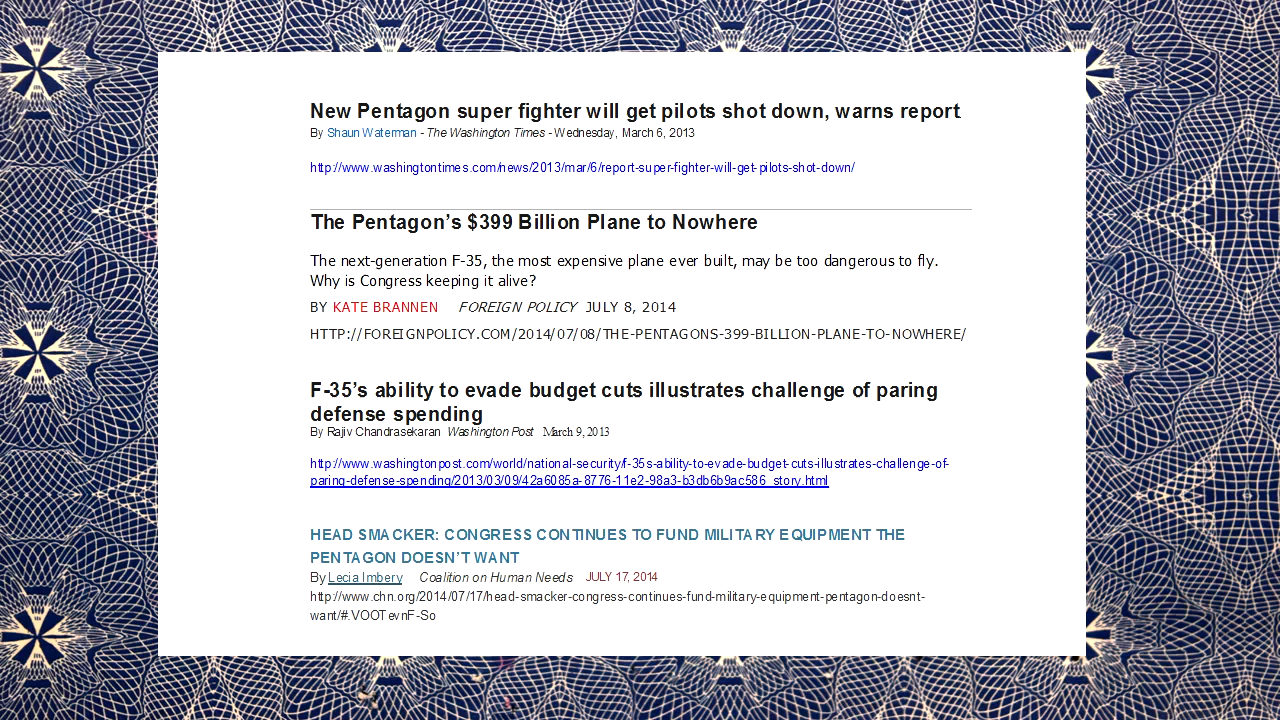 New Pentagon super fighter will get pilots shot down, warns report
By Shaun Waterman - The Washington Times - Wednesday, March 6, 2013
http://www.washingtontimes.com/news/2013/mar/6/report-super-fighter-will-get-pilots-shot-down/
The Pentagon’s $399 Billion Plane to Nowhere
The next-generation F-35, the most expensive plane ever built, may be too dangerous to fly.
Why is Congress keeping it alive?
BY KATE BRANNEN FOREIGN POLICY JULY 8, 2014
HTTP://FOREIGNPOLICY.COM/2014/07/08/THE-PENTAGONS-399-BILLION-PLANE-TO-NOWHERE/
F-35’s ability to evade budget cuts illustrates challenge of paring
defense spending
By Rajiv Chandrasekaran Washington Post March 9, 2013
http://www.washingtonpost.com/world/national-security/f-35s-ability-to-evade-budget-cuts-illustrates-challenge-of-
paring-defense-spending/2013/03/09/42a6085a-8776-11e2-98a3-b3db6b9ac586_story.html
HEAD SMACKER: CONGRESS CONTINUES TO FUND MILITARY EQUIPMENT THE
PENTAGON DOESN’T WANT
By Lecia Imbery Coalition on Human Needs JULY 17, 2014
http://www.chn.org/2014/07/17/head-smacker-congress-continues-fund-military-equipment-pentagon-doesnt-
want/#.VOOTevnF-So